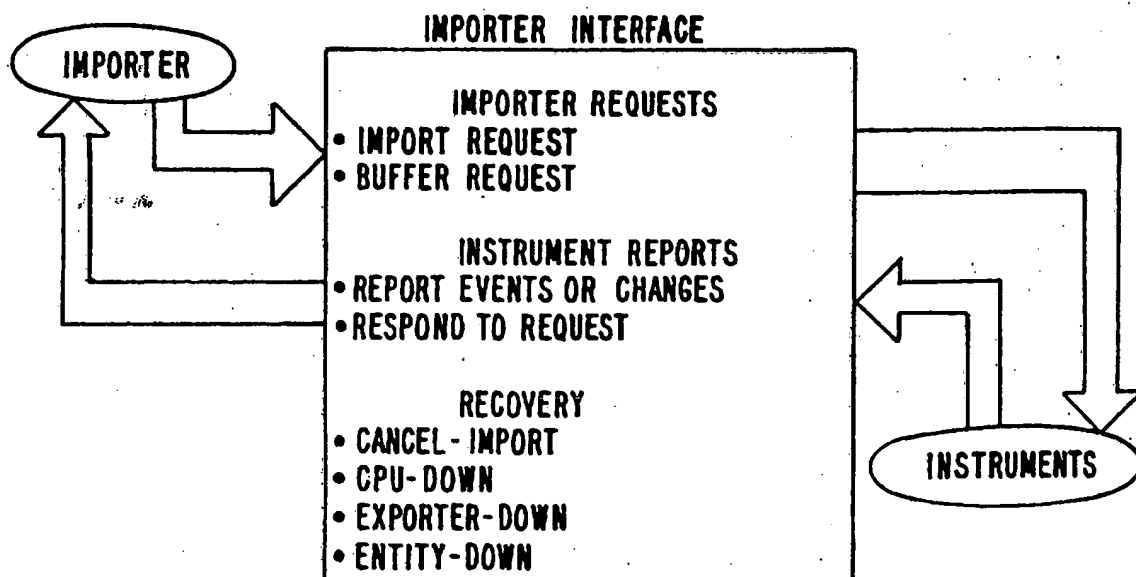 IMPORTER INTERFACE
IMPORTER
IMPORTER REQUESTS
• IMPORT REQUEST
• BUFFER REQUEST
INSTRUMENT REPORTS
• REPORT EVENTS OR CHANGES
• RESPOND TO REQUEST
RECOVERY
• CANCEL-IMPORT
• CPU-DOWN
• EXPORTER-DOWN
• ENTITY-DOWN
INSTRUMENTS